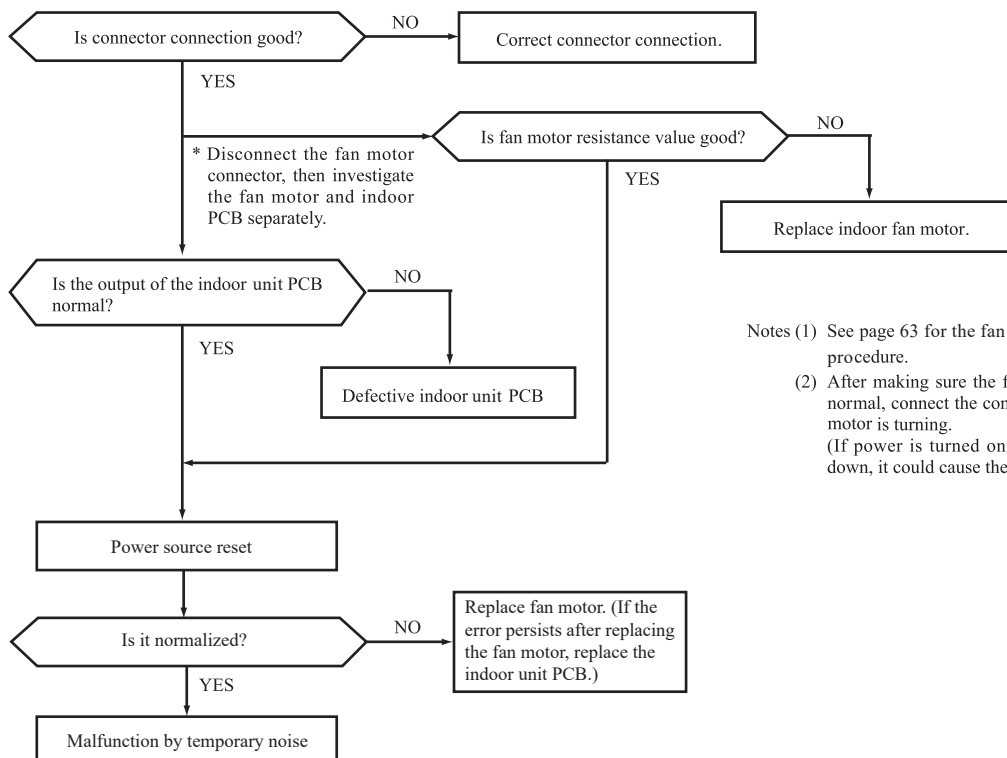 Is connector connection good?
NO
Correct connector connection.
YES
Is fan motor resistance value good?
NO
* Disconnect the fan motor
connector, then investigate
the fan motor and indoor
PCB separately.
YES
Replace indoor fan motor.
Is the output of the indoor unit PCB
normal?
NO
YES
Defective indoor unit PCB
Notes (1) See page 63 for the fan
procedure.
(2) After making sure the
normal, connect the
motor is turning.
(If power is turned on
down, it could cause the
Power source reset
Is it normalized?
NO
Replace fan motor. (If the
error persists after replacing
the fan motor, replace the
indoor unit PCB.)
YES
Malfunction by temporary noise